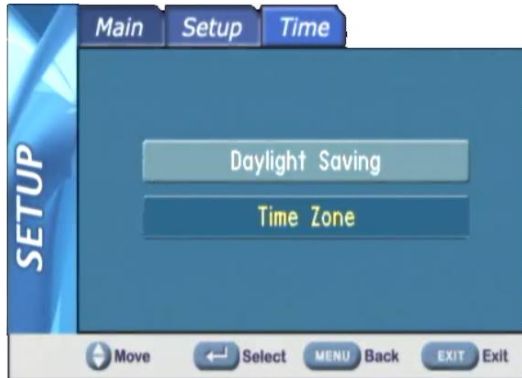 Main Setup Time
SETUP
Daylight Saving
Time Zone
Move Select MENU Back EXIT Exit